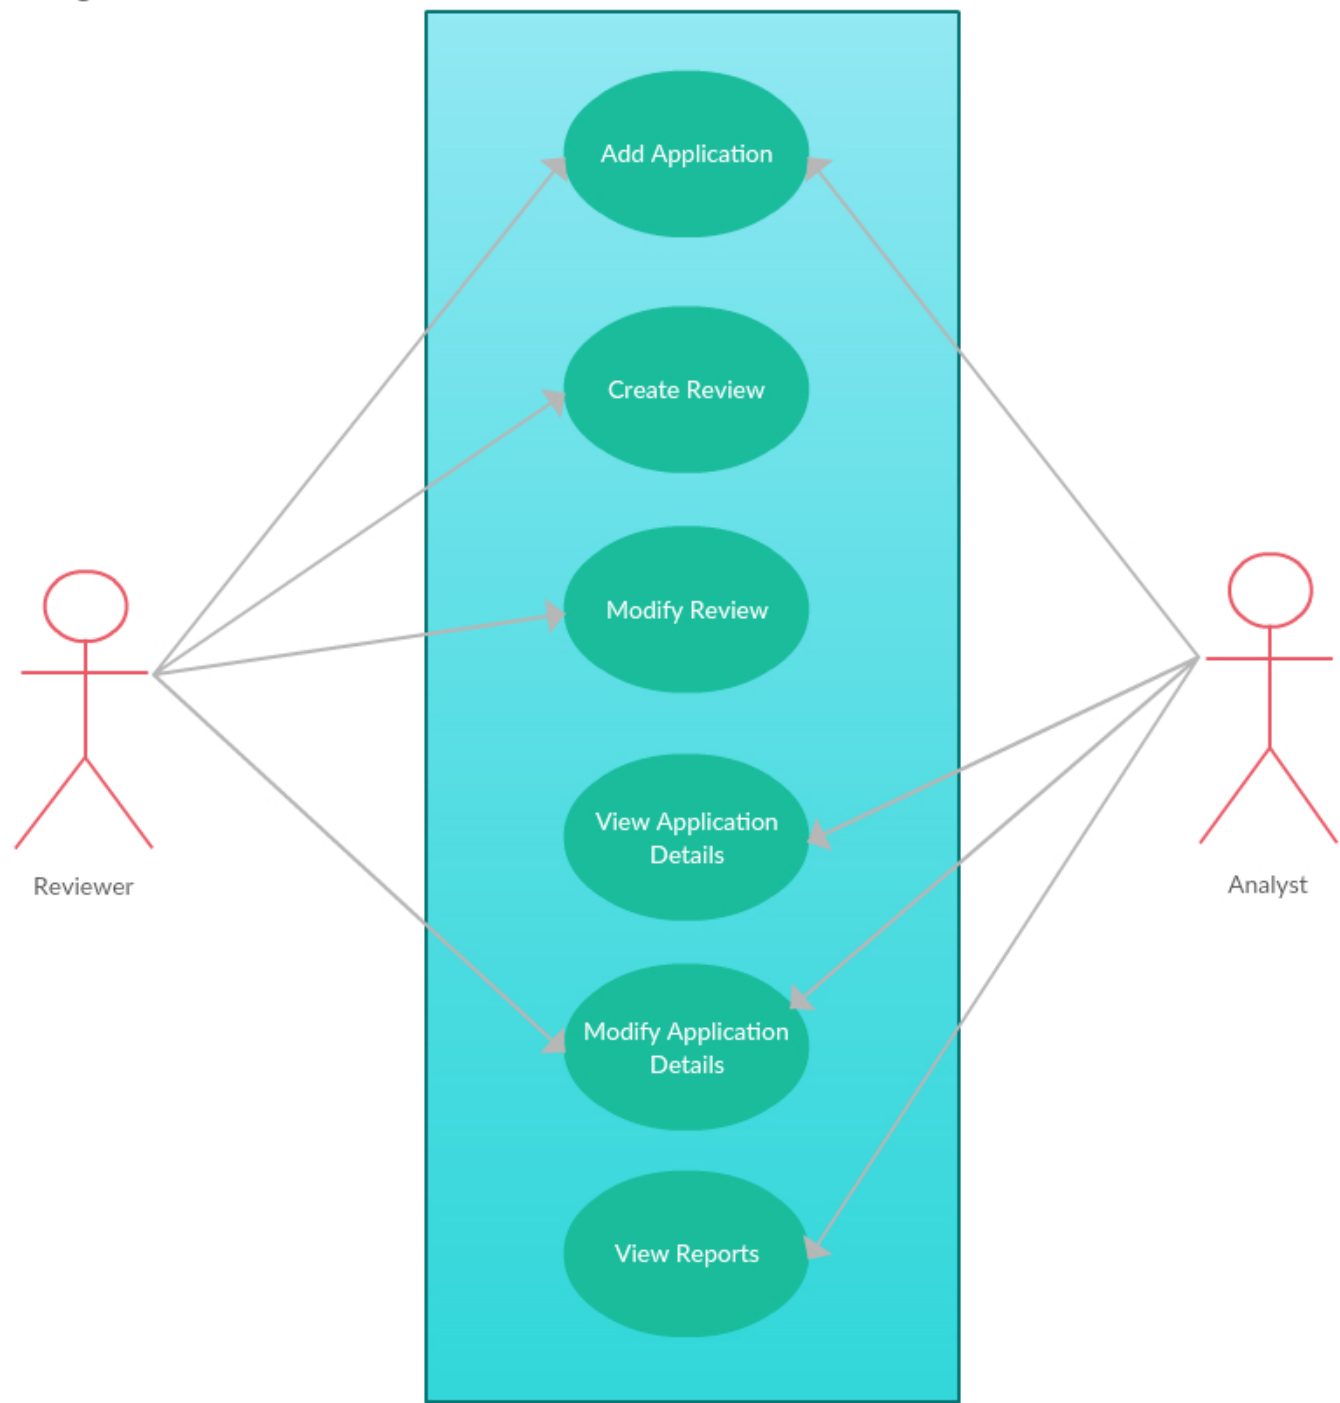 Add Application
Create Review
Modify Review
View Application
Details
Modify Application
Details
View Reports
Reviewer
Analyst